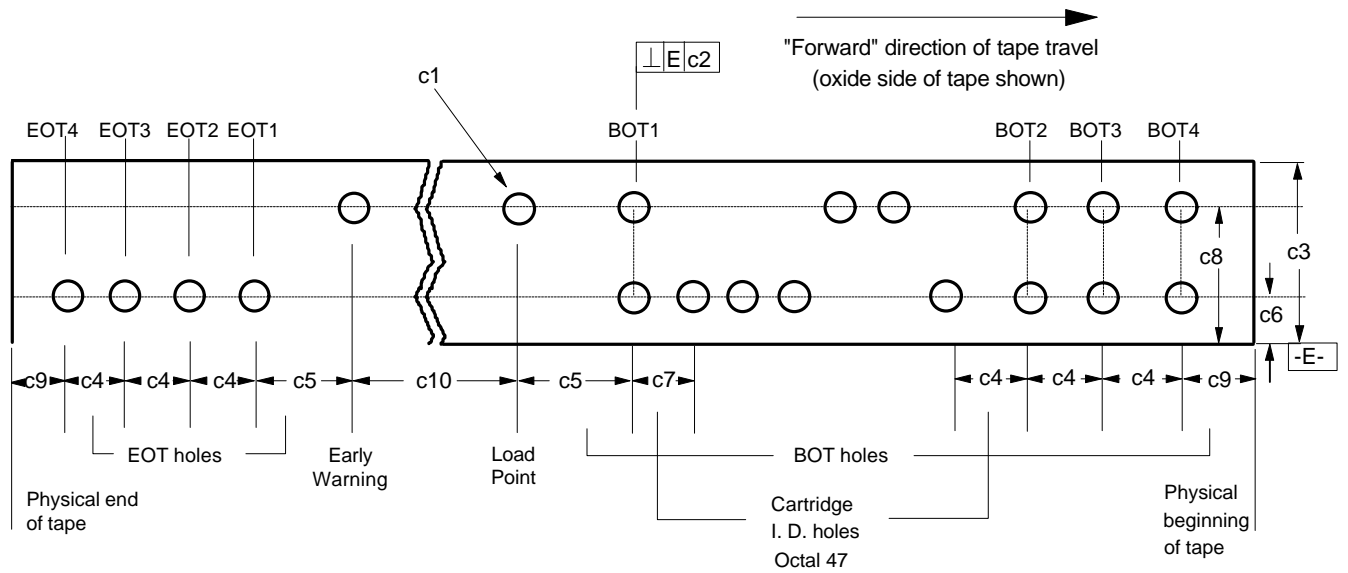 "Forward" direction of tape travel
(oxide side of tape shown)
⊥ E c2
c1
EOT4 EOT3 EOT2 EOT1 BOT1 BOT2 BOT3 BOT4
c8
c3
c6
-E-
c9 c4 c4 c4 c5 c10 c5 c7 c4 c4 c4 c9
EOT holes
Early
Warning
Load
Point
BOT holes
Physical end
of tape
Cartridge
I. D. holes
Octal 47
Physical
beginning
of tape